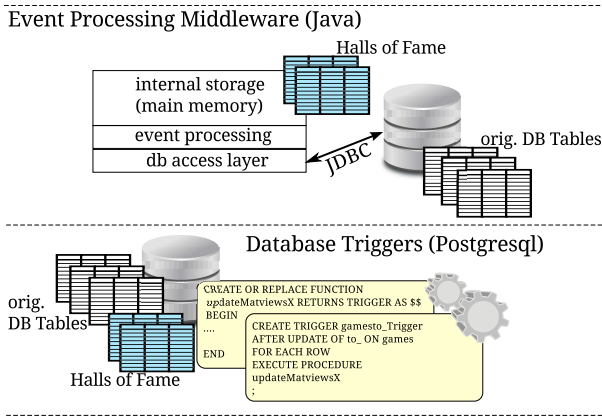 Event Processing Middleware (Java)
Halls of Fame
internal storage
(main memory)
event processing
db access layer
JDBC
orig. DB Tables
Database Triggers (Postgresql)
orig.
DB Tables
Halls of Fame
CREATE OR REPLACE FUNCTION
updateMatviewsX RETURNS TRIGGER AS $$
BEGIN
....
END
CREATE TRIGGER gamesto_Trigger
AFTER UPDATE OF to_ ON games
FOR EACH ROW
EXECUTE PROCEDURE
updateMatviewsX
;